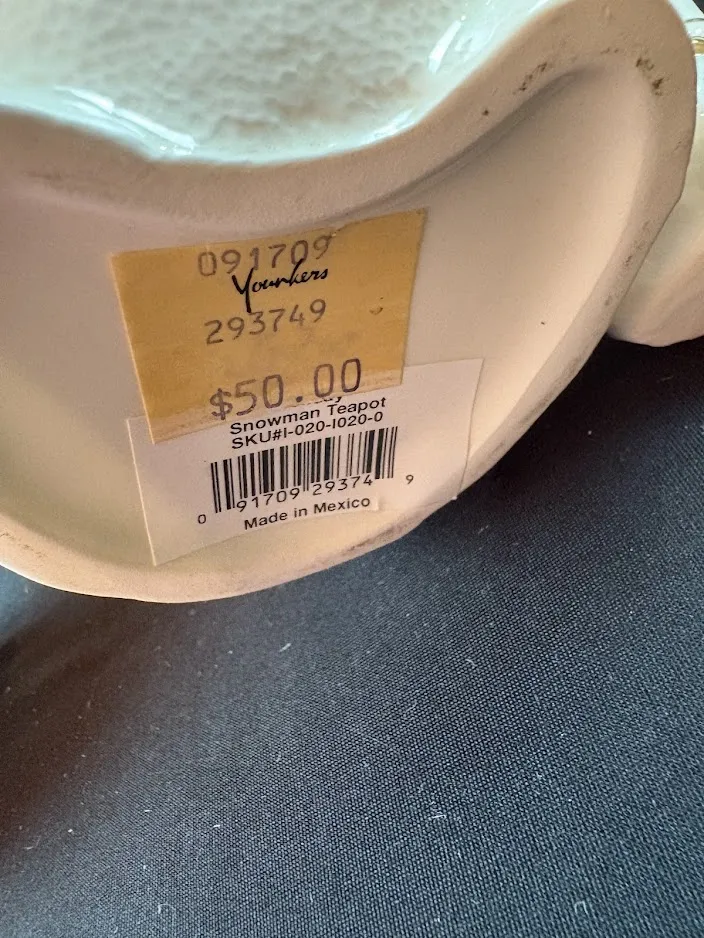 091709
Younkers
293749
$50.00
Snowman Teapot
SKU#I-020-I020-0
0 91709 29374 9
Made in Mexico